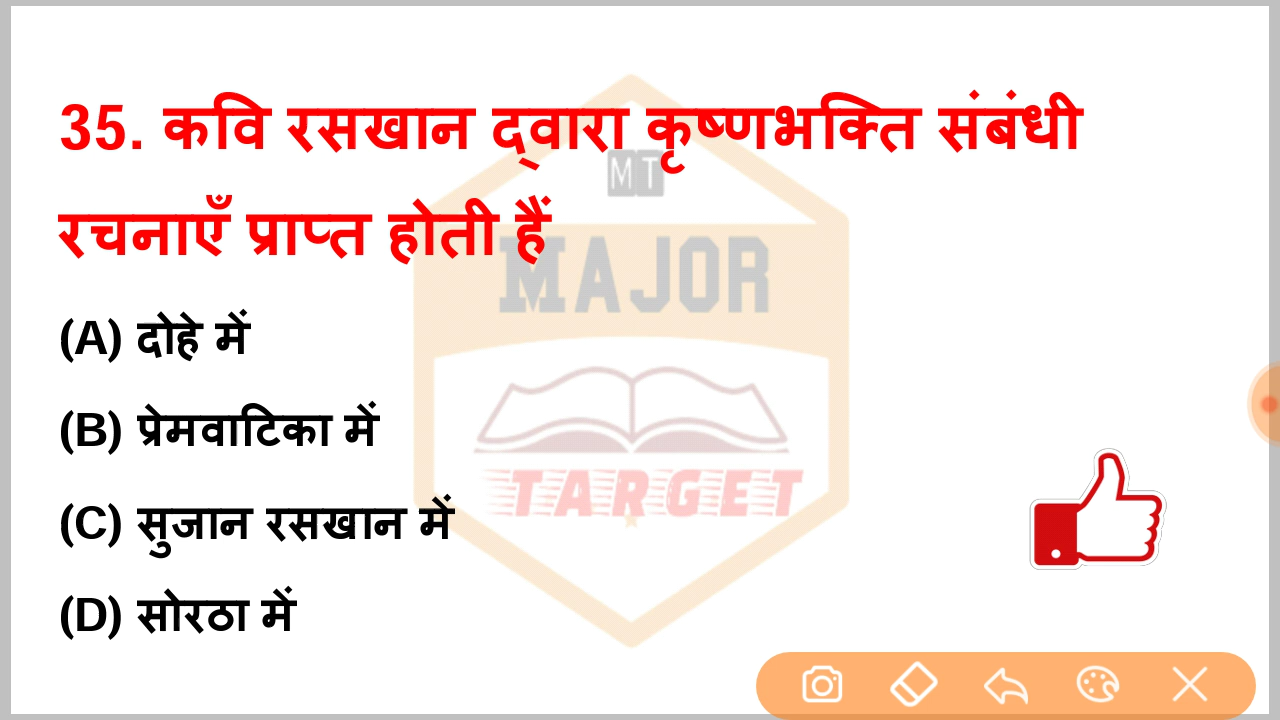 35. कवि रसखान द्वारा कृष्णभक्ति संबंधी
रचनाएँ प्राप्त होती हैं
(A) दोहे में
(B) प्रेमवाटिका में
(C) सुजान रसखान में
(D) सोरठा में
MT
MAJOR
TARGET